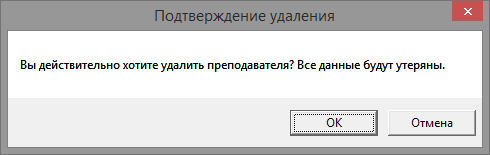 Подтверждение удаления
Вы действительно хотите удалить преподавателя? Все данные будут утеряны.
OK
Отмена